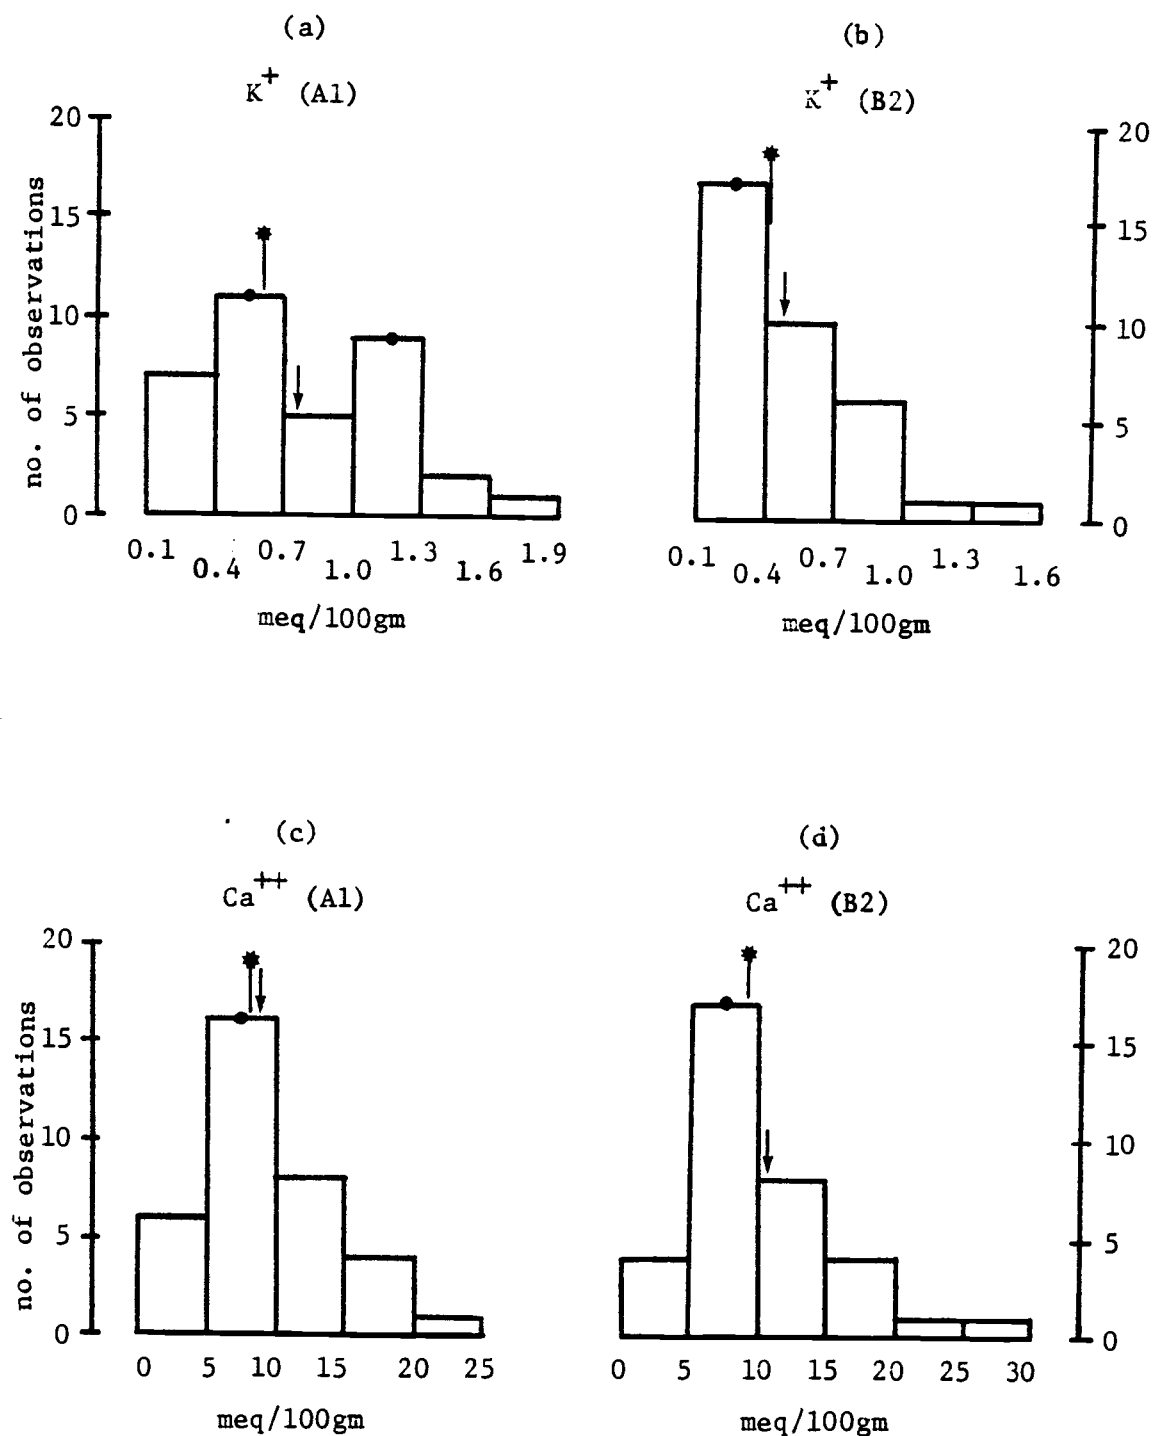 (a)
K+ (A1)
20
15
10
5
0
no. of observations
0.1 0.4 0.7 1.0 1.3 1.6 1.9
meq/100gm
(b)
K+ (B2)
20
15
10
5
0
0.1 0.4 0.7 1.0 1.3 1.6
meq/100gm
(c)
Ca++ (A1)
20
15
10
5
0
no. of observations
0 5 10 15 20 25
meq/100gm
(d)
Ca++ (B2)
20
15
10
5
0
0 5 10 15 20 25 30
meq/100gm